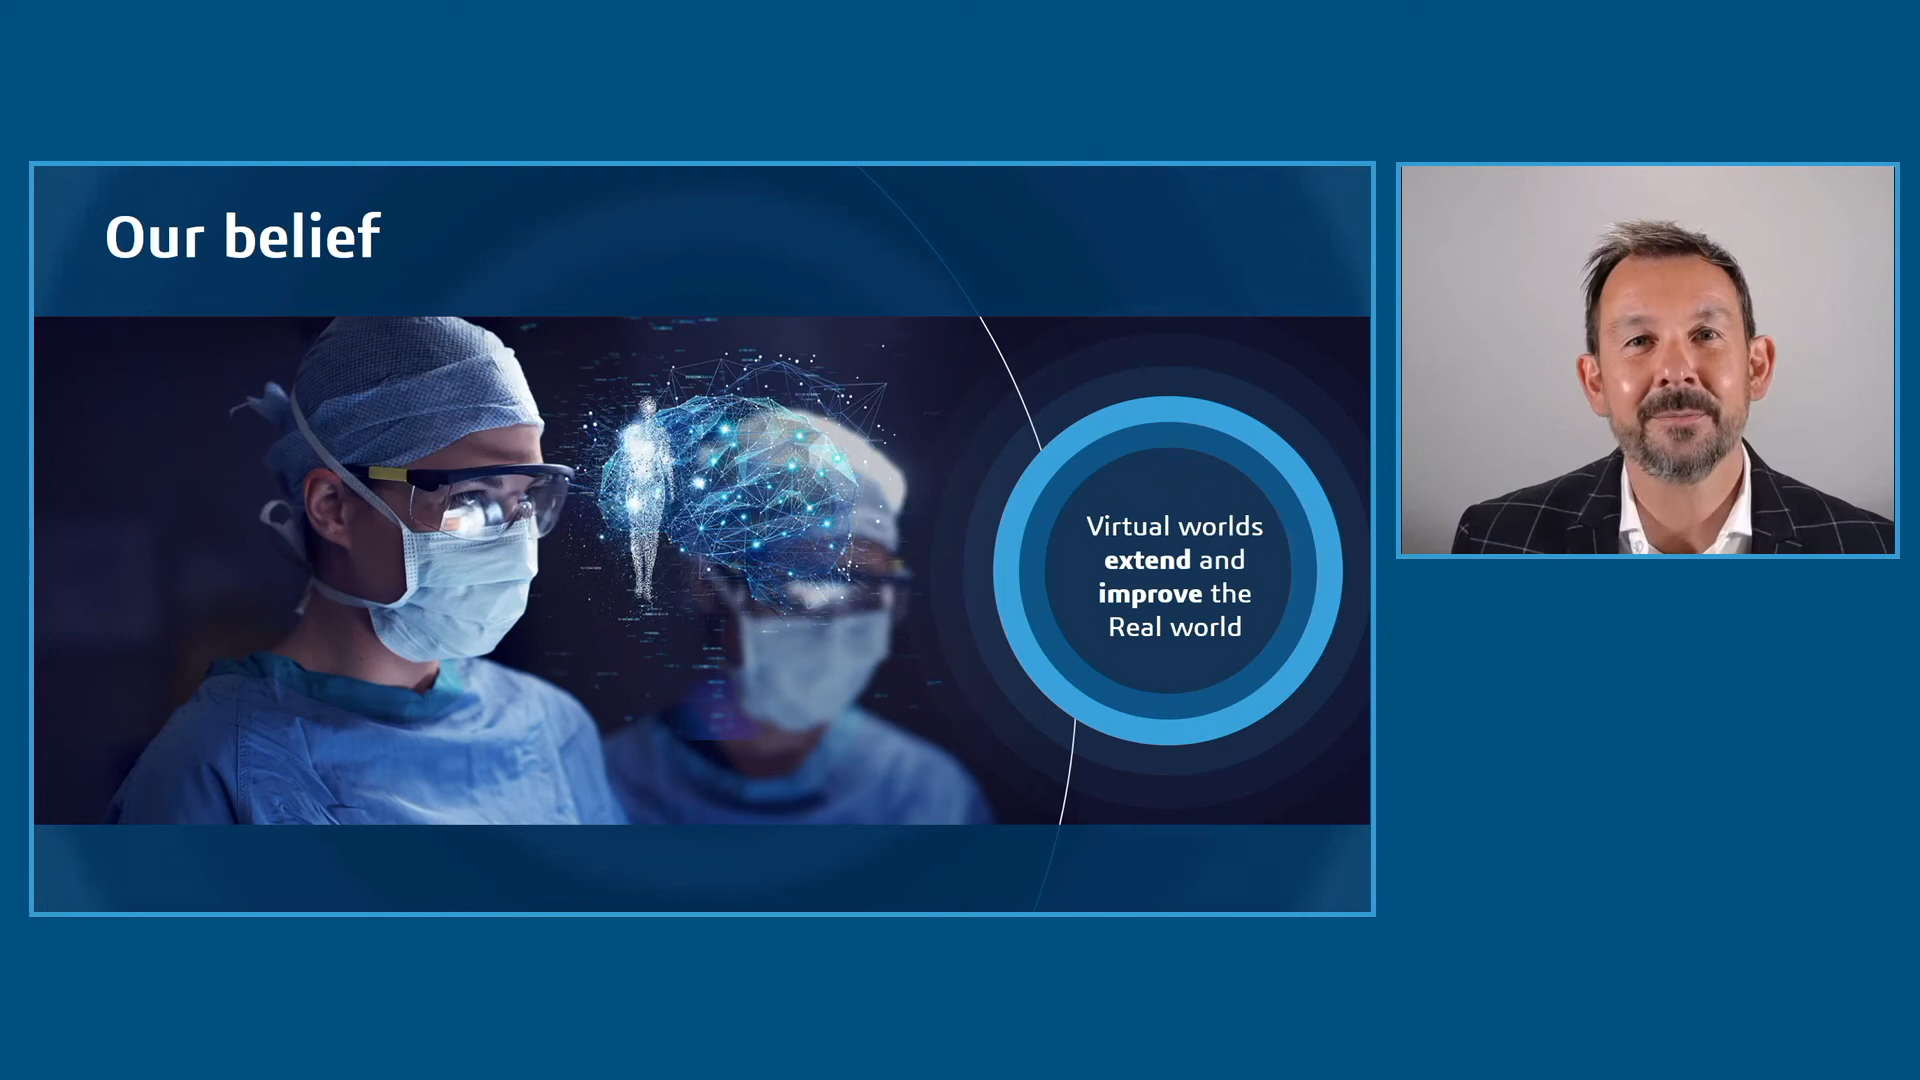 Our belief
Virtual worlds
extend and
improve the
Real world